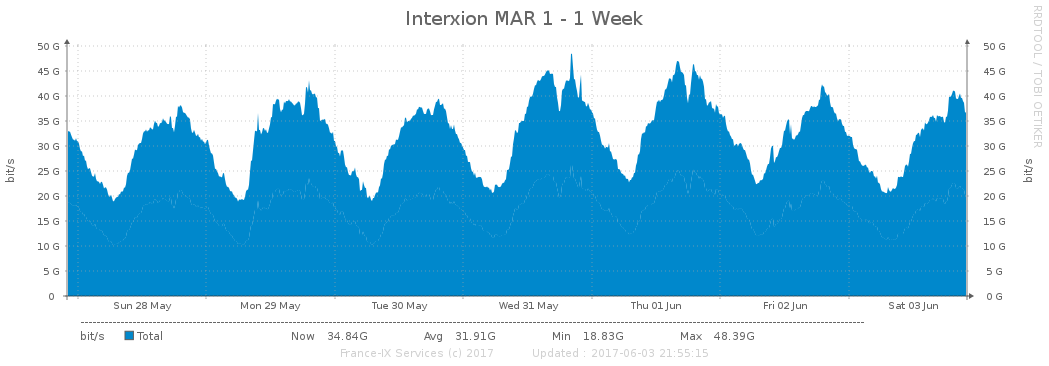 Interxion MAR 1 - 1 Week
RRDTOOL / TOBI OETIKER
50 G 50 G
45 G 45 G
40 G 40 G
35 G 35 G
30 G 30 G
25 G 25 G
20 G 20 G
15 G 15 G
10 G 10 G
5 G 5 G
0 0 G
bit/s
bit/s
Sun 28 May Mon 29 May Tue 30 May Wed 31 May Thu 01 Jun Fri 02 Jun Sat 03 Jun
bit/s Total Now 34.84G Avg 31.91G Min 18.83G Max 48.39G
France-IX Services (c) 2017 Updated : 2017-06-03 21:55:15